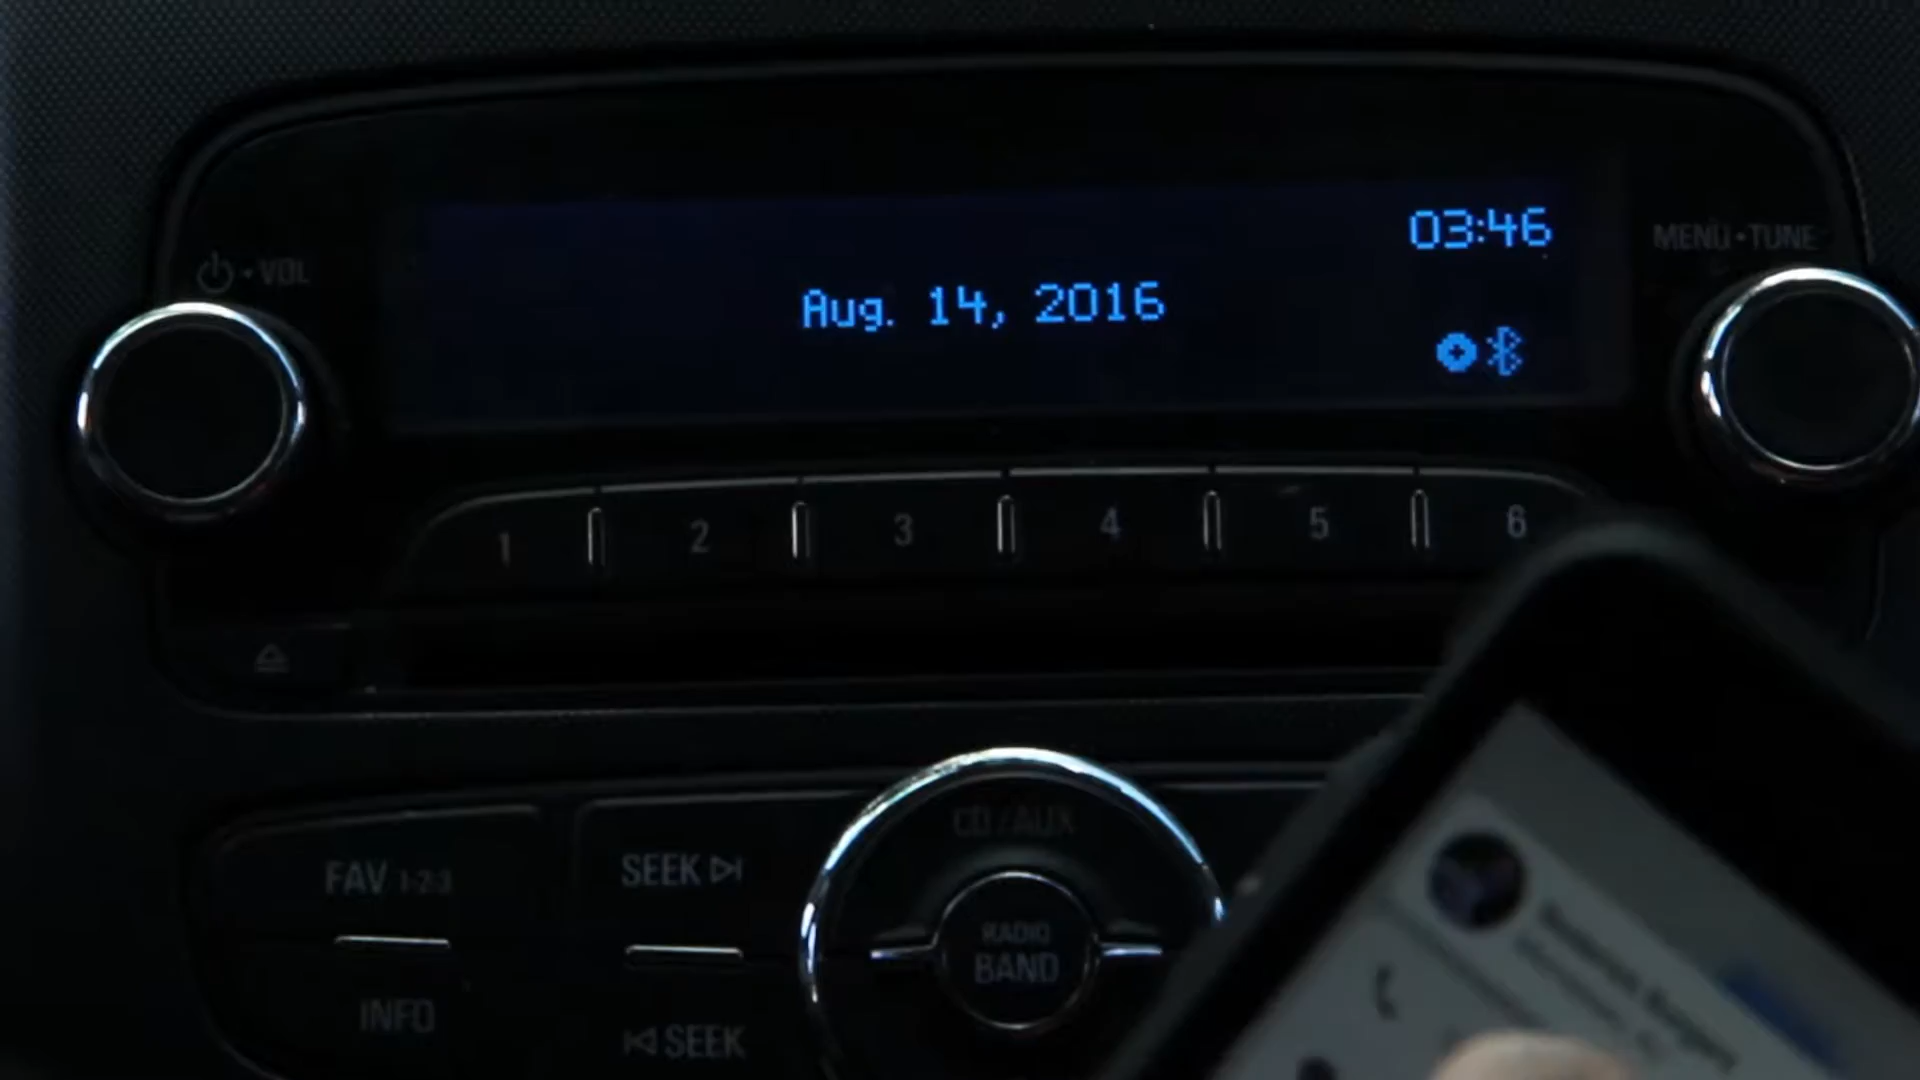 03:46
MENU•TUNE
•VOL
Aug. 14, 2016
1 2 3 4 5 6
CD/AUX
FAV 1-2-3
SEEK
RADIO
BAND
INFO
SEEK